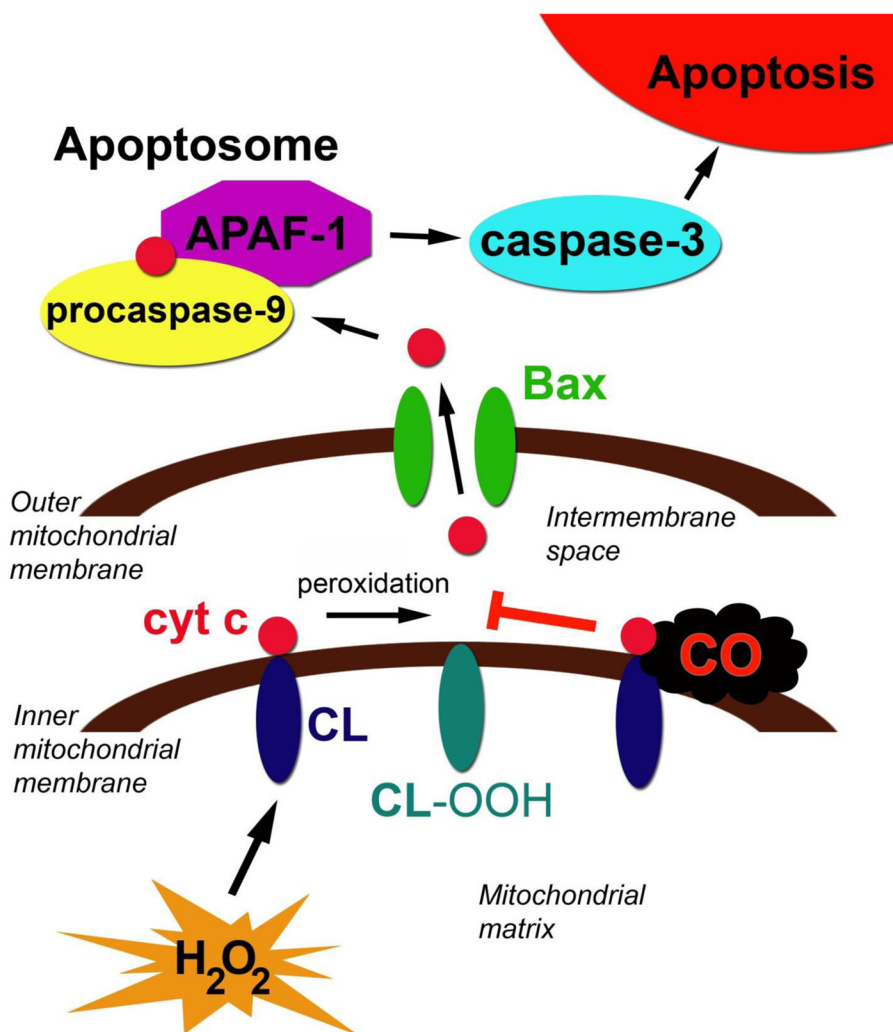 Apoptosis
Apoptosome
APAF-1
caspase-3
procaspase-9
Bax
Outer
mitochondrial
membrane
Intermembrane
space
peroxidation
cyt c
CO
Inner
mitochondrial
membrane
CL
CL-OOH
Mitochondrial
matrix
H₂O₂